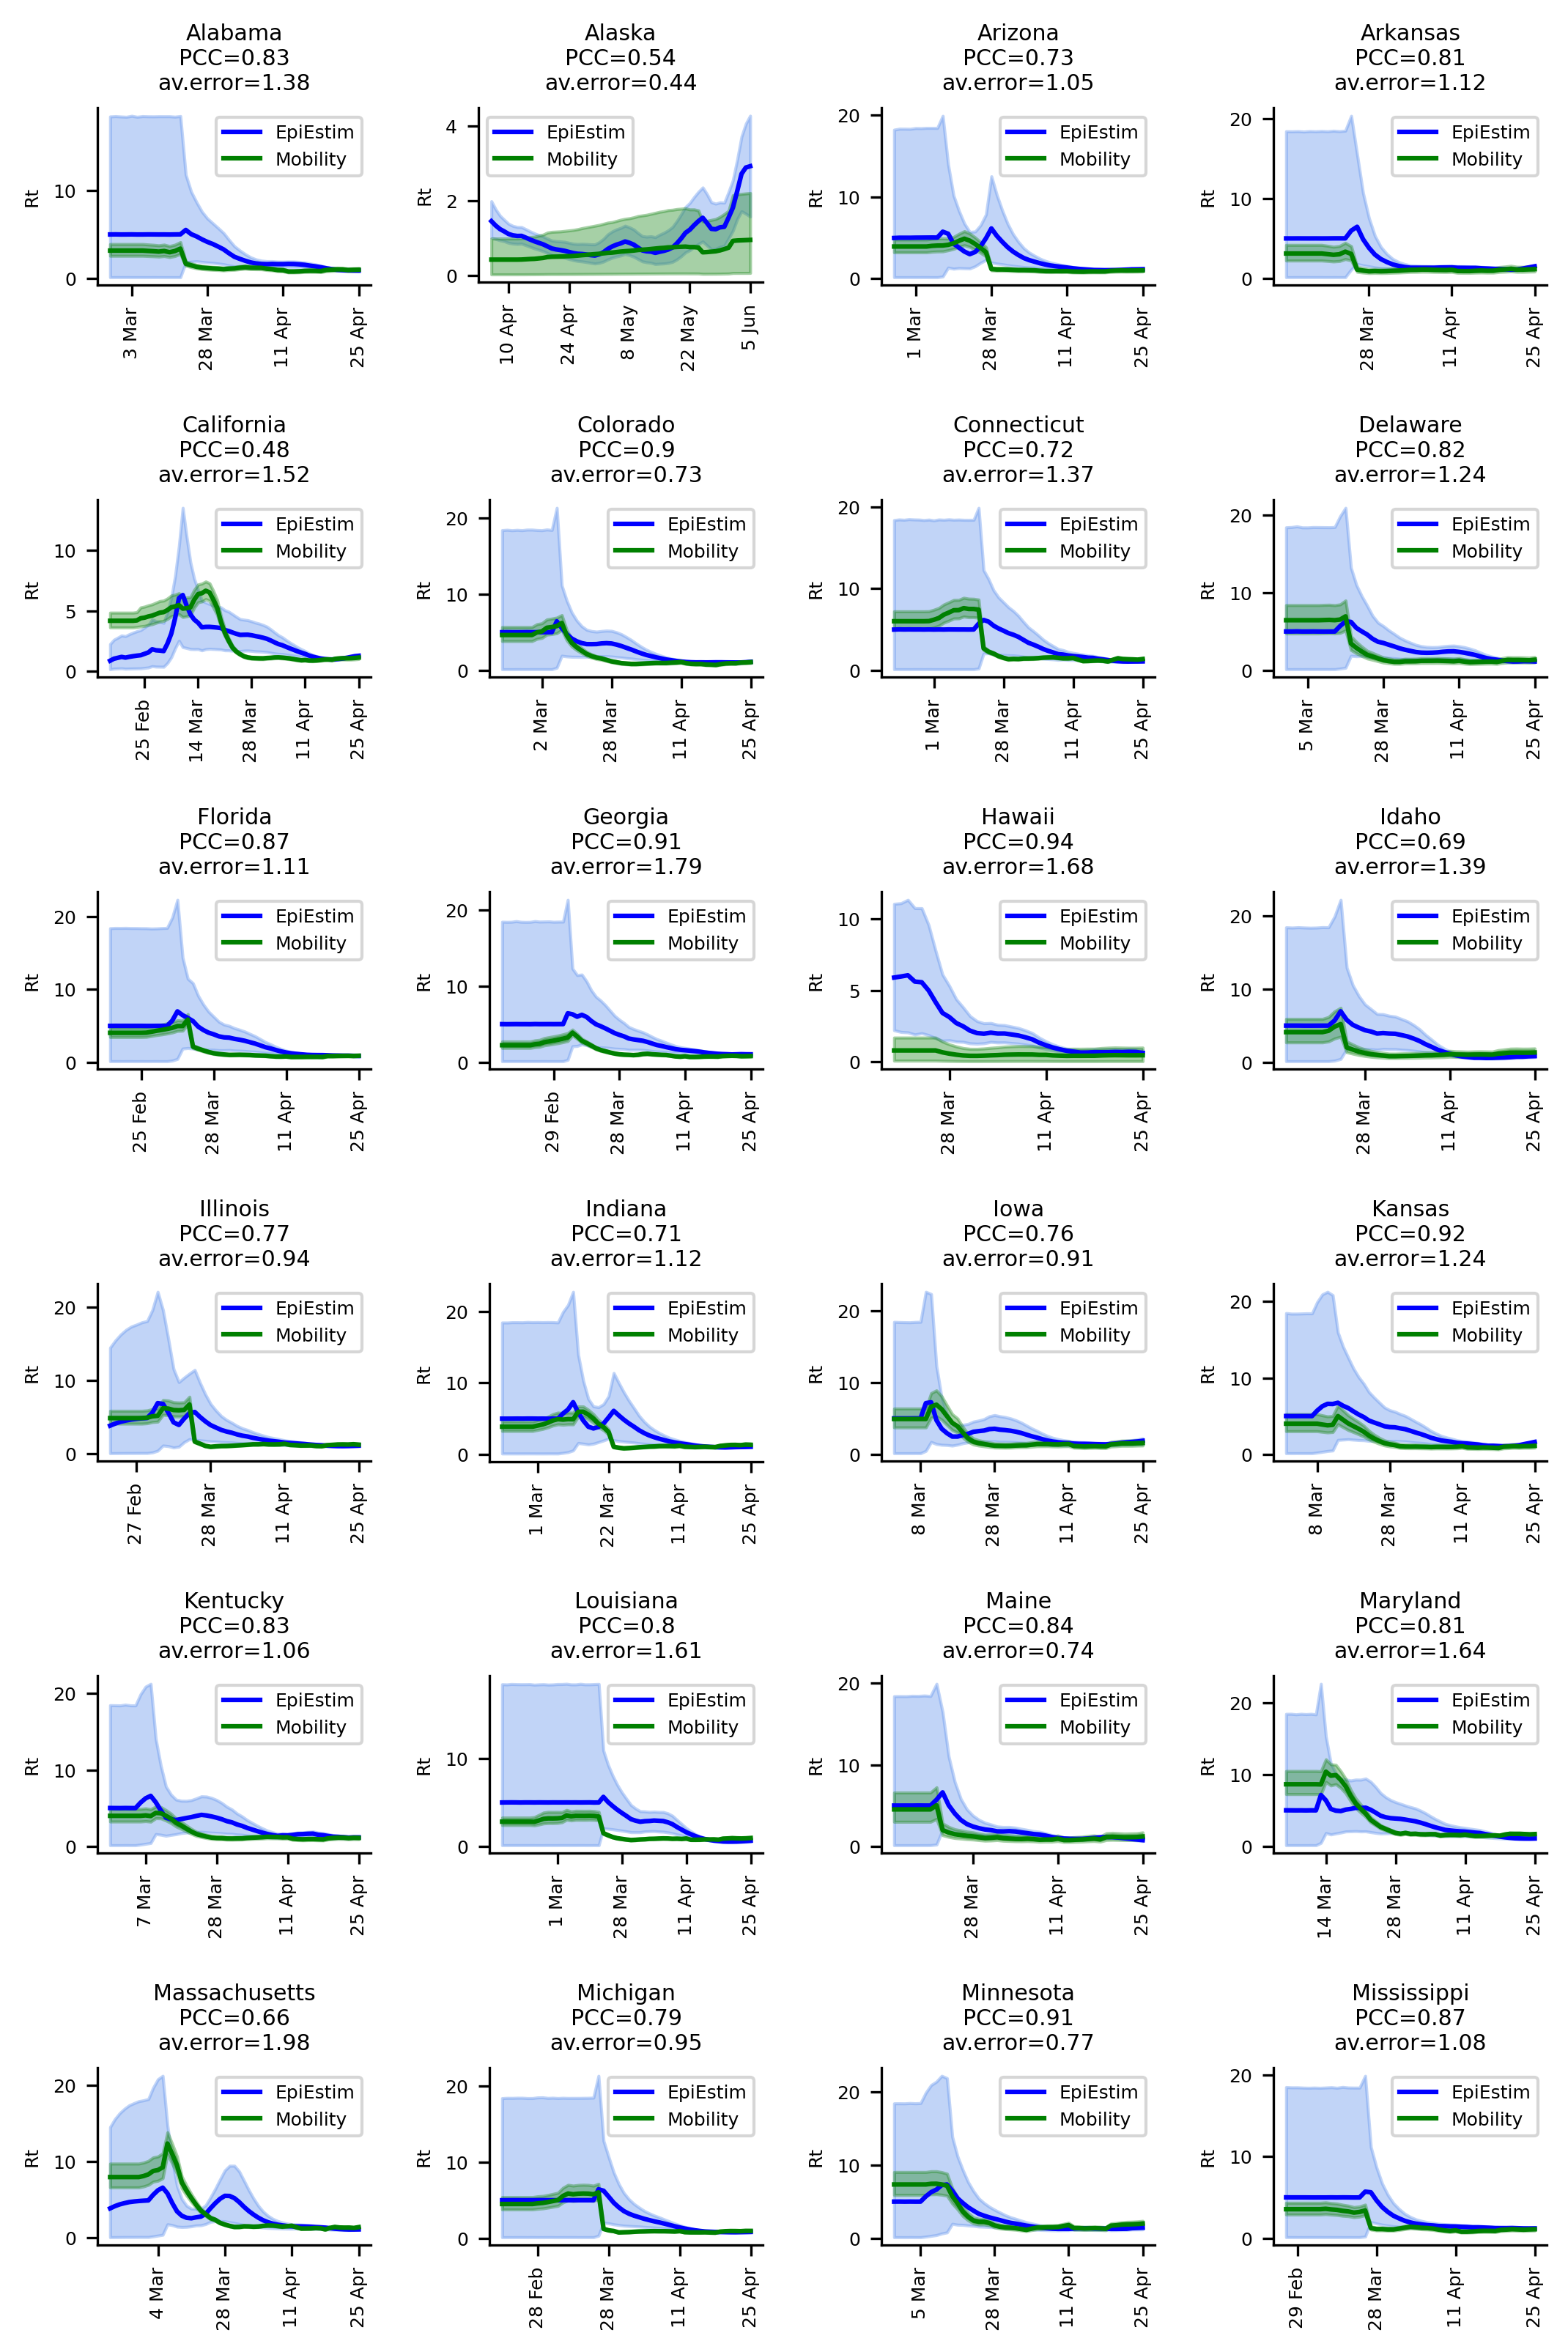 Alabama
PCC=0.83
av.error=1.38
Rt
10
0
EpiEstim
Mobility
3 Mar
28 Mar
11 Apr
25 Apr
Alaska
PCC=0.54
av.error=0.44
Rt
4
2
0
EpiEstim
Mobility
10 Apr
24 Apr
8 May
22 May
5 Jun
Arizona
PCC=0.73
av.error=1.05
Rt
20
10
0
EpiEstim
Mobility
1 Mar
28 Mar
11 Apr
25 Apr
Arkansas
PCC=0.81
av.error=1.12
Rt
20
10
0
EpiEstim
Mobility
28 Mar
11 Apr
25 Apr
California
PCC=0.48
av.error=1.52
Rt
10
5
0
EpiEstim
Mobility
25 Feb
14 Mar
28 Mar
11 Apr
25 Apr
Colorado
PCC=0.9
av.error=0.73
Rt
20
10
0
EpiEstim
Mobility
2 Mar
28 Mar
11 Apr
25 Apr
Connecticut
PCC=0.72
av.error=1.37
Rt
20
10
0
EpiEstim
Mobility
1 Mar
28 Mar
11 Apr
25 Apr
Delaware
PCC=0.82
av.error=1.24
Rt
20
10
0
EpiEstim
Mobility
5 Mar
28 Mar
11 Apr
25 Apr
Florida
PCC=0.87
av.error=1.11
Rt
20
10
0
EpiEstim
Mobility
25 Feb
28 Mar
11 Apr
25 Apr
Georgia
PCC=0.91
av.error=1.79
Rt
20
10
0
EpiEstim
Mobility
29 Feb
28 Mar
11 Apr
25 Apr
Hawaii
PCC=0.94
av.error=1.68
Rt
10
5
0
EpiEstim
Mobility
28 Mar
11 Apr
25 Apr
Idaho
PCC=0.69
av.error=1.39
Rt
20
10
0
EpiEstim
Mobility
28 Mar
11 Apr
25 Apr
Illinois
PCC=0.77
av.error=0.94
Rt
20
10
0
EpiEstim
Mobility
27 Feb
28 Mar
11 Apr
25 Apr
Indiana
PCC=0.71
av.error=1.12
Rt
20
10
0
EpiEstim
Mobility
1 Mar
22 Mar
11 Apr
25 Apr
Iowa
PCC=0.76
av.error=0.91
Rt
20
10
0
EpiEstim
Mobility
8 Mar
28 Mar
11 Apr
25 Apr
Kansas
PCC=0.92
av.error=1.24
Rt
20
10
0
EpiEstim
Mobility
8 Mar
28 Mar
11 Apr
25 Apr
Kentucky
PCC=0.83
av.error=1.06
Rt
20
10
0
EpiEstim
Mobility
7 Mar
28 Mar
11 Apr
25 Apr
Louisiana
PCC=0.8
av.error=1.61
Rt
10
0
EpiEstim
Mobility
1 Mar
28 Mar
11 Apr
25 Apr
Maine
PCC=0.84
av.error=0.74
Rt
20
10
0
EpiEstim
Mobility
28 Mar
11 Apr
25 Apr
Maryland
PCC=0.81
av.error=1.64
Rt
20
10
0
EpiEstim
Mobility
14 Mar
28 Mar
11 Apr
25 Apr
Massachusetts
PCC=0.66
av.error=1.98
Rt
20
10
0
EpiEstim
Mobility
4 Mar
28 Mar
11 Apr
25 Apr
Michigan
PCC=0.79
av.error=0.95
Rt
20
10
0
EpiEstim
Mobility
28 Feb
28 Mar
11 Apr
25 Apr
Minnesota
PCC=0.91
av.error=0.77
Rt
20
10
0
EpiEstim
Mobility
5 Mar
28 Mar
11 Apr
25 Apr
Mississippi
PCC=0.87
av.error=1.08
Rt
20
10
0
EpiEstim
Mobility
29 Feb
28 Mar
11 Apr
25 Apr